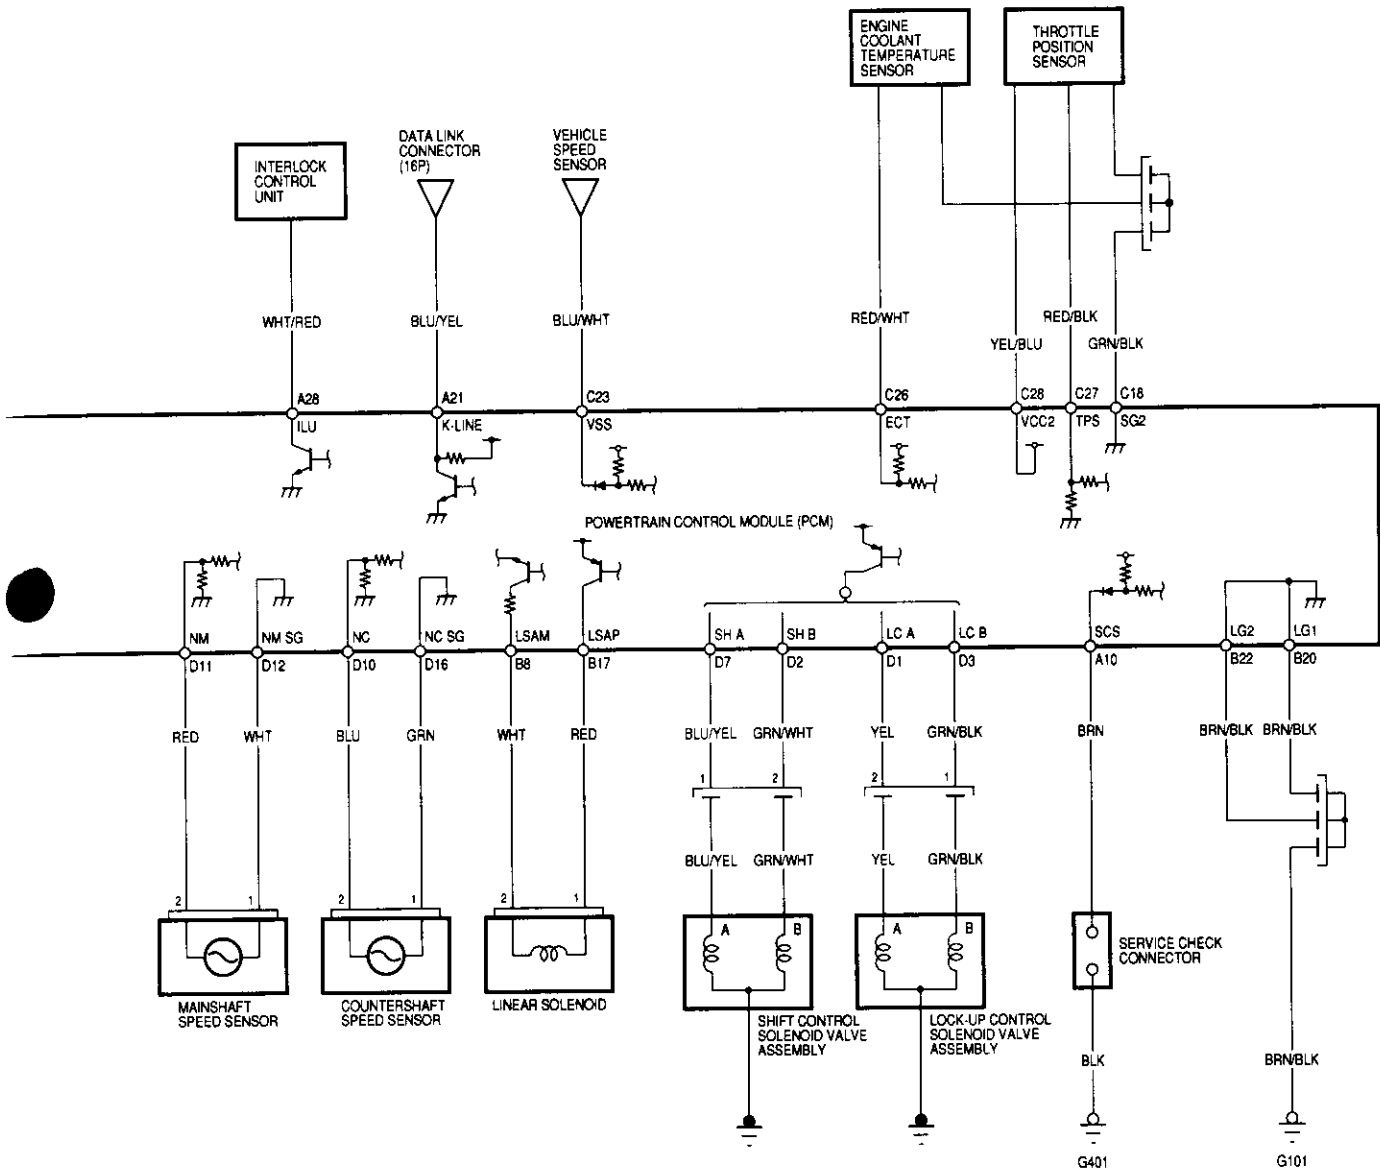 ENGINE
COOLANT
TEMPERATURE
SENSOR
THROTTLE
POSITION
SENSOR
DATA LINK
CONNECTOR
(16P)
VEHICLE
SPEED
SENSOR
INTERLOCK
CONTROL
UNIT
WHT/RED
BLU/YEL
BLU/WHT
RED/WHT
RED/BLK
YEL/BLU
GRN/BLK
A28
A21
C23
C26
C28
C27
C18
ILU
K-LINE
VSS
ECT
VCC2
TPS
SG2
POWERTRAIN CONTROL MODULE (PCM)
NM
NM SG
NC
NC SG
LSAM
LSAP
SH A
SH B
LC A
LC B
SCS
LG2
LG1
D11
D12
D10
D16
B8
B17
D7
D2
D1
D3
A10
B22
B20
RED
WHT
BLU
GRN
WHT
RED
BLU/YEL
GRN/WHT
YEL
GRN/BLK
BRN
BRN/BLK
BRN/BLK
1
2
2
1
BLU/YEL
GRN/WHT
YEL
GRN/BLK
2
1
2
1
2
1
A
B
A
B
SERVICE CHECK
CONNECTOR
MAINSHAFT
SPEED SENSOR
COUNTERSHAFT
SPEED SENSOR
LINEAR SOLENOID
SHIFT CONTROL
SOLENOID VALVE
ASSEMBLY
LOCK-UP CONTROL
SOLENOID VALVE
ASSEMBLY
BLK
BRN/BLK
G401
G101